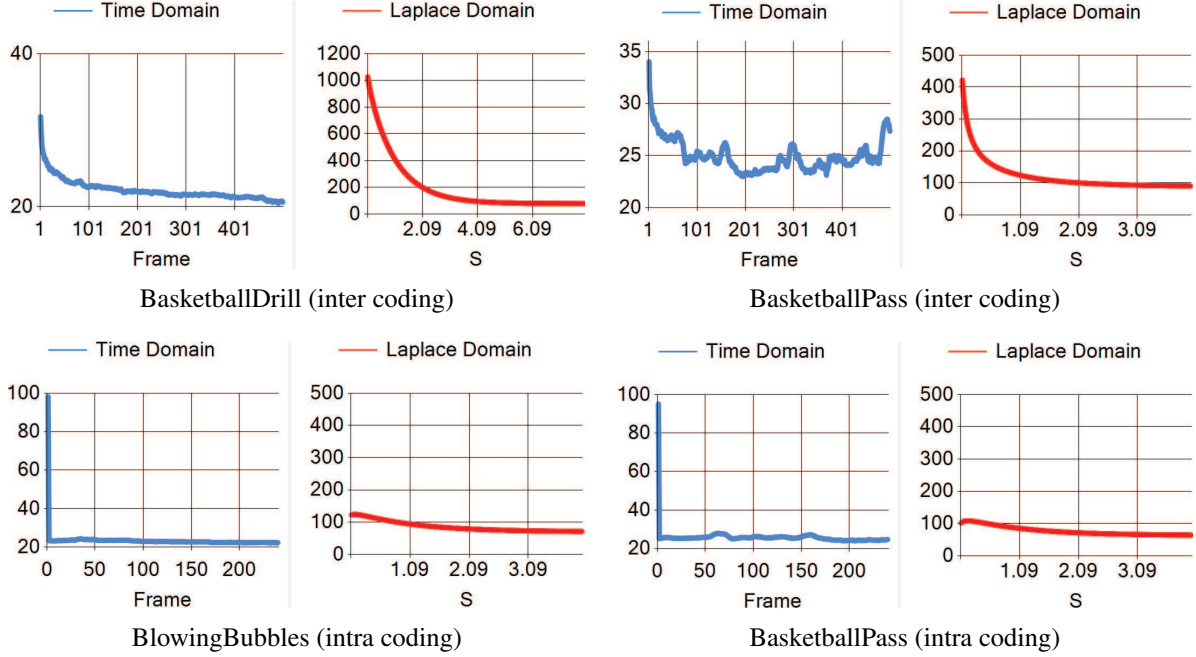 Time Domain Laplace Domain Time Domain Laplace Domain
40 1200 35 500
1000 400
800 30 300
600
400 25 200
200 100
20 0 20 0
1 101 201 301 401 2.09 4.09 6.09 1 101 201 301 401 1.09 2.09 3.09
Frame S Frame S
BasketballDrill (inter coding) BasketballPass (inter coding)
Time Domain Laplace Domain Time Domain Laplace Domain
100 500 100 500
80 400 80 400
300 300
60 200 60 200
40 100 40 100
20 0 20 0
0 50 100 150 200 1.09 2.09 3.09 0 50 100 150 200 1.09 2.09 3.09
Frame S Frame S
BlowingBubbles (intra coding) BasketballPass (intra coding)